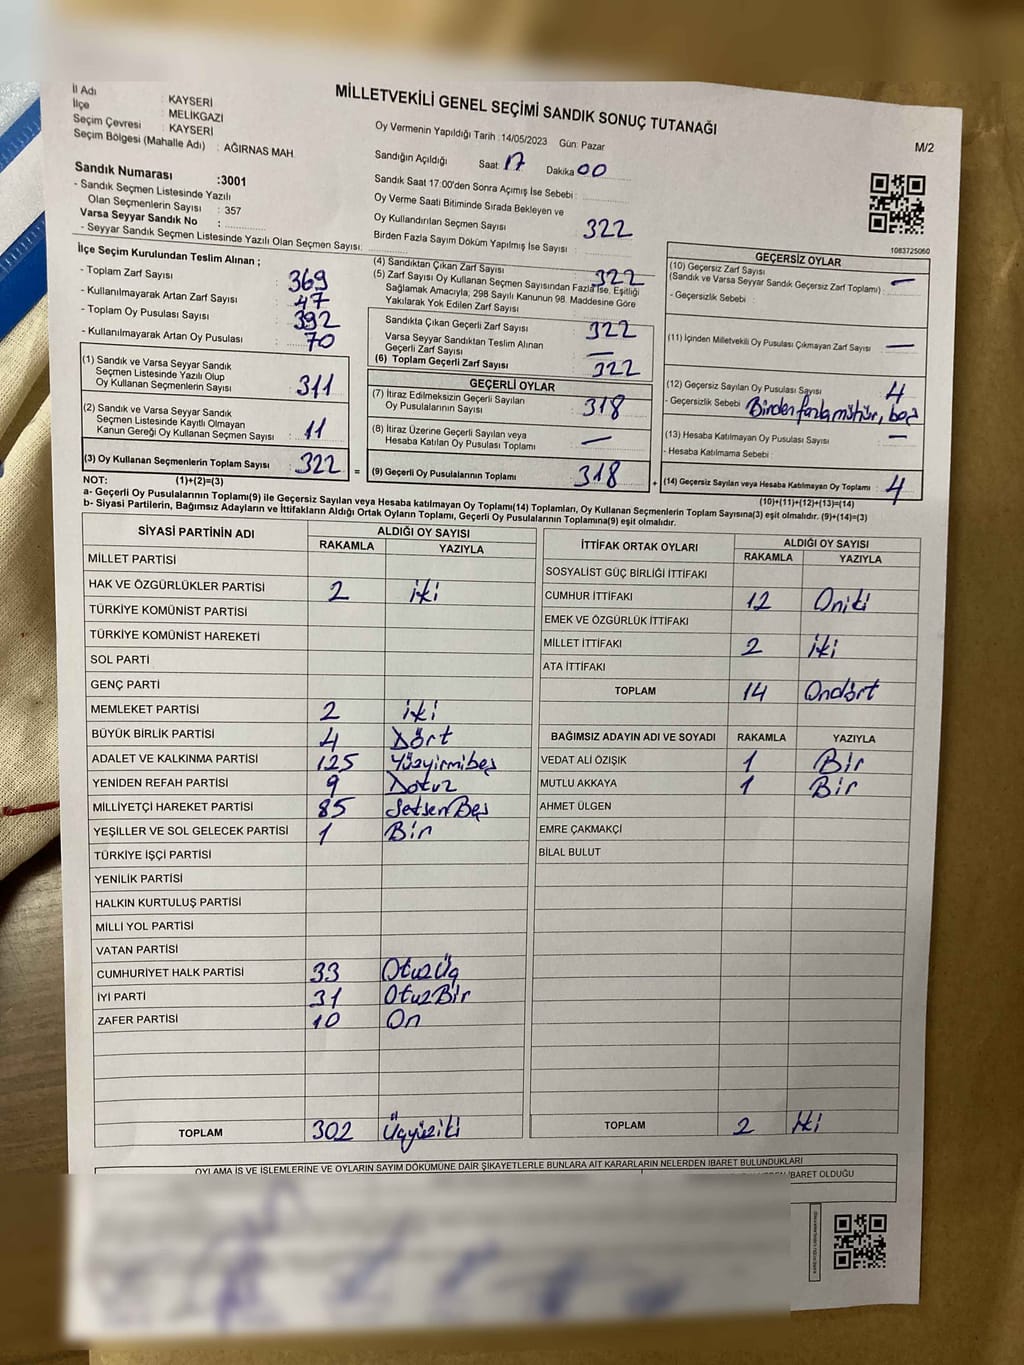 MİLLETVEKİLİ GENEL SEÇİMİ SANDIK SONUÇ TUTANAĞI
M/2
İl Adı : KAYSERİ
İlçe : MELİKGAZİ
Seçim Çevresi : KAYSERİ
Seçim Bölgesi (Mahalle Adı) : AĞIRNAS MAH
Sandık Numarası :3001
- Sandık Seçmen Listesinde Yazılı
Olan Seçmenlerin Sayısı : 357
Varsa Seyyar Sandık No :
- Seyyar Sandık Seçmen Listesinde Yazılı Olan Seçmen Sayısı:
Oy Vermenin Yapıldığı Tarih :14/05/2023 Gün: Pazar
Sandığın Açıldığı Saat: 17 Dakika 00
Sandık Saat 17:00'den Sonra Açımış İse Sebebi :
Oy Verme Saati Bitiminde Sırada Bekleyen ve
Oy Kullandırılan Seçmen Sayısı : 322
Birden Fazla Sayım Döküm Yapılmış İse Sayısı :
1083725060
İlçe Seçim Kurulundan Teslim Alınan ;
- Toplam Zarf Sayısı : 369
- Kullanılmayarak Artan Zarf Sayısı : 47
- Toplam Oy Pusulası Sayısı : 392
- Kullanılmayarak Artan Oy Pusulası : 70
(1) Sandık ve Varsa Seyyar Sandık
Seçmen Listesinde Yazılı Olup
Oy Kullanan Seçmenlerin Sayısı : 311
(2) Sandık ve Varsa Seyyar Sandık
Seçmen Listesinde Kayıtlı Olmayan
Kanun Gereği Oy Kullanan Seçmen Sayısı : 11
(3) Oy Kullanan Seçmenlerin Toplam Sayısı : 322 =
(4) Sandıktan Çıkan Zarf Sayısı : 322
(5) Zarf Sayısı Oy Kullanan Seçmen Sayısından Fazla İse, Eşitliği
Sağlamak Amacıyla, 298 Sayılı Kanunun 98. Maddesine Göre
Yakılarak Yok Edilen Zarf Sayısı :
Sandıkta Çıkan Geçerli Zarf Sayısı : 322
Varsa Seyyar Sandıktan Teslim Alınan
Geçerli Zarf Sayısı : —
(6) Toplam Geçerli Zarf Sayısı : 322
GEÇERLİ OYLAR
(7) İtiraz Edilmeksizin Geçerli Sayılan
Oy Pusulalarının Sayısı : 318
(8) İtiraz Üzerine Geçerli Sayılan veya
Hesaba Katılan Oy Pusulası Toplamı : —
(9) Geçerli Oy Pusulalarının Toplamı : 318 +
GEÇERSİZ OYLAR
(10) Geçersiz Zarf Sayısı
(Sandık ve Varsa Seyyar Sandık Geçersiz Zarf Toplamı) : —
- Geçersizlik Sebebi :
(11) İçinden Milletvekili Oy Pusulası Çıkmayan Zarf Sayısı : —
(12) Geçersiz Sayılan Oy Pusulası Sayısı : 4
- Geçersizlik Sebebi : Birden fazla mühür, boş
(13) Hesaba Katılmayan Oy Pusulası Sayısı : —
- Hesaba Katılmama Sebebi :
(14) Geçersiz Sayılan veya Hesaba Katılmayan Oy Toplamı : 4
NOT: (1)+(2)=(3)
(10)+(11)+(12)+(13)=(14)
a- Geçerli Oy Pusulalarının Toplamı(9) ile Geçersiz Sayılan veya Hesaba katılmayan Oy Toplamı(14) Toplamları, Oy Kullanan Seçmenlerin Toplam Sayısına(3) eşit olmalıdır. (9)+(14)=(3)
b- Siyasi Partilerin, Bağımsız Adayların ve İttifakların Aldığı Ortak Oyların Toplamı, Geçerli Oy Pusulalarının Toplamına(9) eşit olmalıdır.
SİYASİ PARTİNİN ADI ALDIĞI OY SAYISI
RAKAMLA YAZIYLA
MİLLET PARTİSİ
HAK VE ÖZGÜRLÜKLER PARTİSİ 2 iki
TÜRKİYE KOMÜNİST PARTİSİ
TÜRKİYE KOMÜNİST HAREKETİ
SOL PARTİ
GENÇ PARTİ
MEMLEKET PARTİSİ 2 iki
BÜYÜK BİRLİK PARTİSİ 4 Dört
ADALET VE KALKINMA PARTİSİ 125 Yüzyirmibeş
YENİDEN REFAH PARTİSİ 9 Dokuz
MİLLİYETÇİ HAREKET PARTİSİ 85 SeksenBeş
YEŞİLLER VE SOL GELECEK PARTİSİ 1 Bir
TÜRKİYE İŞÇİ PARTİSİ
YENİLİK PARTİSİ
HALKIN KURTULUŞ PARTİSİ
MİLLİ YOL PARTİSİ
VATAN PARTİSİ
CUMHURİYET HALK PARTİSİ 33 OtuzÜç
İYİ PARTİ 31 OtuzBir
ZAFER PARTİSİ 10 On
TOPLAM 302 Üçyüziki
İTTİFAK ORTAK OYLARI ALDIĞI OY SAYISI
RAKAMLA YAZIYLA
SOSYALİST GÜÇ BİRLİĞİ İTTİFAKI
CUMHUR İTTİFAKI 12 Oniki
EMEK VE ÖZGÜRLÜK İTTİFAKI
MİLLET İTTİFAKI 2 iki
ATA İTTİFAKI
TOPLAM 14 Ondört
BAĞIMSIZ ADAYIN ADI VE SOYADI RAKAMLA YAZIYLA
VEDAT ALİ ÖZIŞIK 1 Bir
MUTLU AKKAYA 1 Bir
AHMET ÜLGEN
EMRE ÇAKMAKÇİ
BİLAL BULUT
TOPLAM 2 iki
OYLAMA İŞ VE İŞLEMLERİNE VE OYLARIN SAYIM DÖKÜMÜNE DAİR ŞİKAYETLERLE BUNLARA AİT KARARLARIN NELERDEN İBARET BULUNDUKLARI
İBARET OLDUĞU